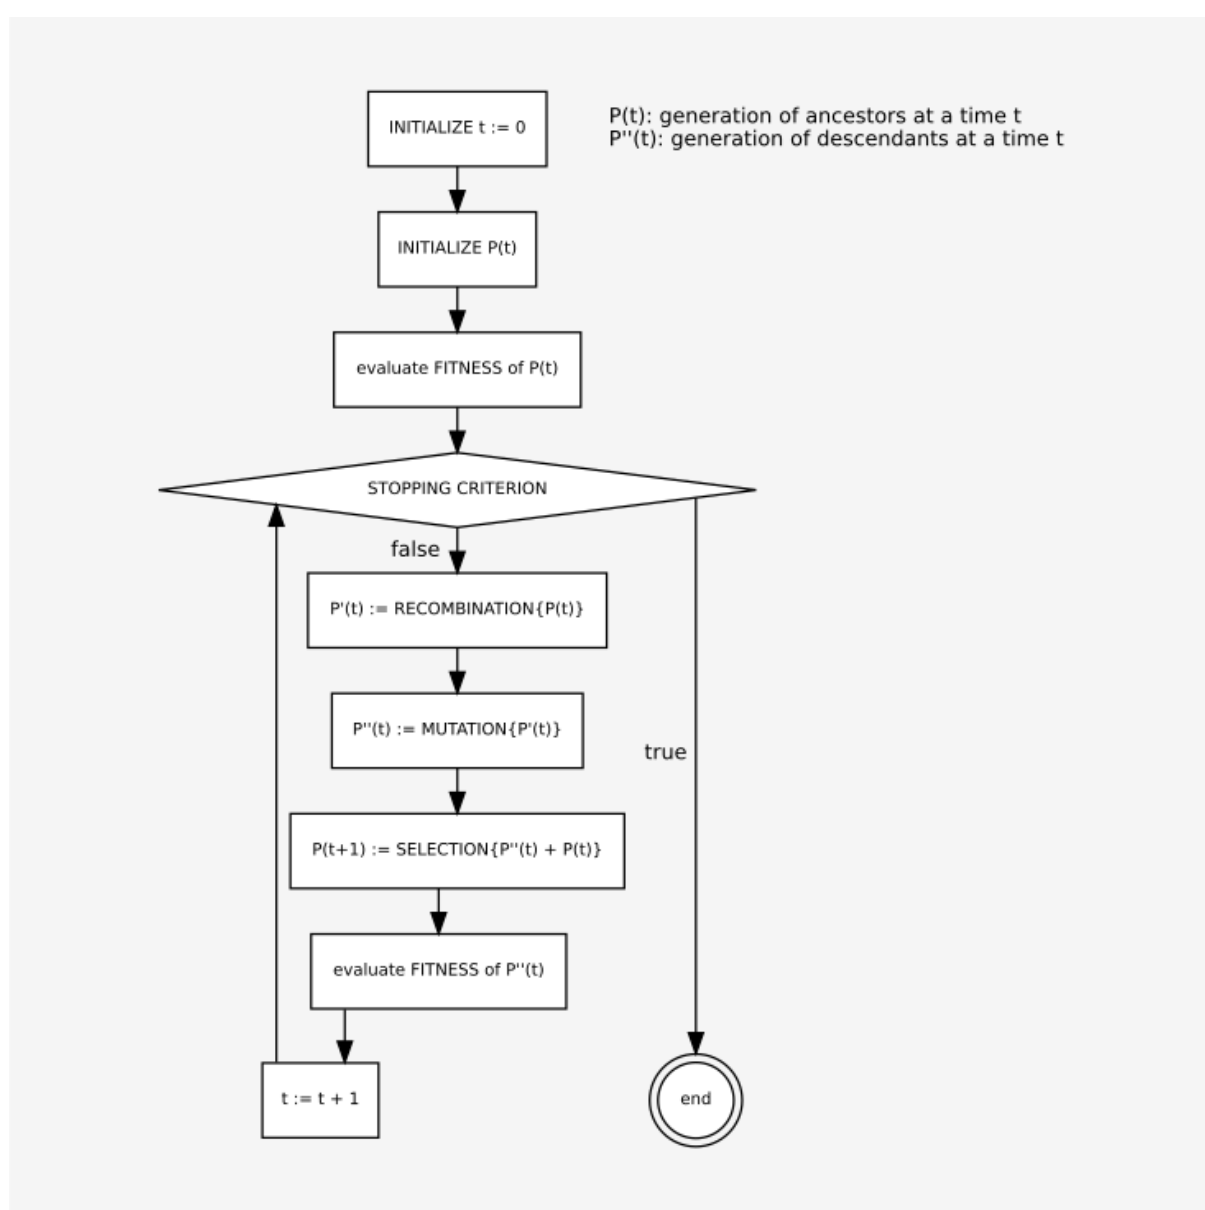 INITIALIZE t := 0
P(t): generation of ancestors at a time t
P''(t): generation of descendants at a time t
INITIALIZE P(t)
evaluate FITNESS of P(t)
STOPPING CRITERION
false
P'(t) := RECOMBINATION{P(t)}
P''(t) := MUTATION{P'(t)}
true
P(t+1) := SELECTION{P''(t) + P(t)}
evaluate FITNESS of P''(t)
t := t + 1
end